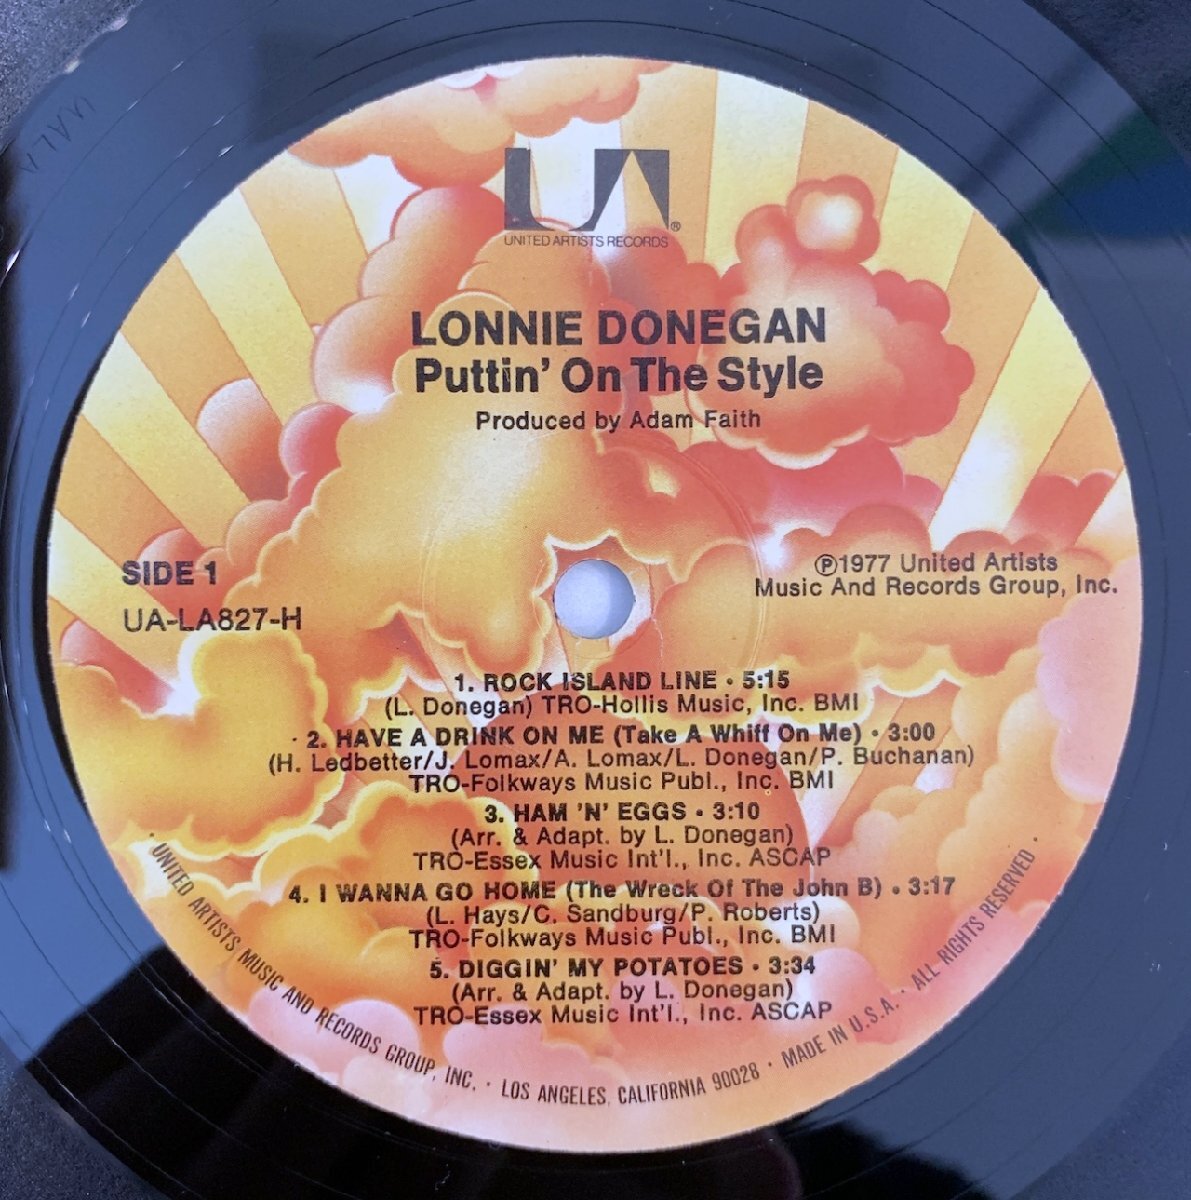 UA®
UNITED ARTISTS RECORDS
LONNIE DONEGAN
Puttin' On The Style
Produced by Adam Faith
SIDE 1
UA-LA827-H
Ⓟ1977 United Artists
Music And Records Group, Inc.
1. ROCK ISLAND LINE • 5:15
(L. Donegan) TRO-Hollis Music, Inc. BMI
2. HAVE A DRINK ON ME (Take A Whiff On Me) • 3:00
(H. Ledbetter/J. Lomax/A. Lomax/L. Donegan/P. Buchanan)
TRO-Folkways Music Publ., Inc. BMI
3. HAM 'N' EGGS • 3:10
(Arr. & Adapt. by L. Donegan)
TRO-Essex Music Int'l., Inc. ASCAP
4. I WANNA GO HOME (The Wreck Of The John B) • 3:17
(L. Hays/C. Sandburg/P. Roberts)
TRO-Folkways Music Publ., Inc. BMI
5. DIGGIN' MY POTATOES • 3:34
(Arr. & Adapt. by L. Donegan)
TRO-Essex Music Int'l., Inc. ASCAP
• UNITED ARTISTS MUSIC AND RECORDS GROUP, INC. • LOS ANGELES, CALIFORNIA 90028 • MADE IN U.S.A. • ALL RIGHTS RESERVED •